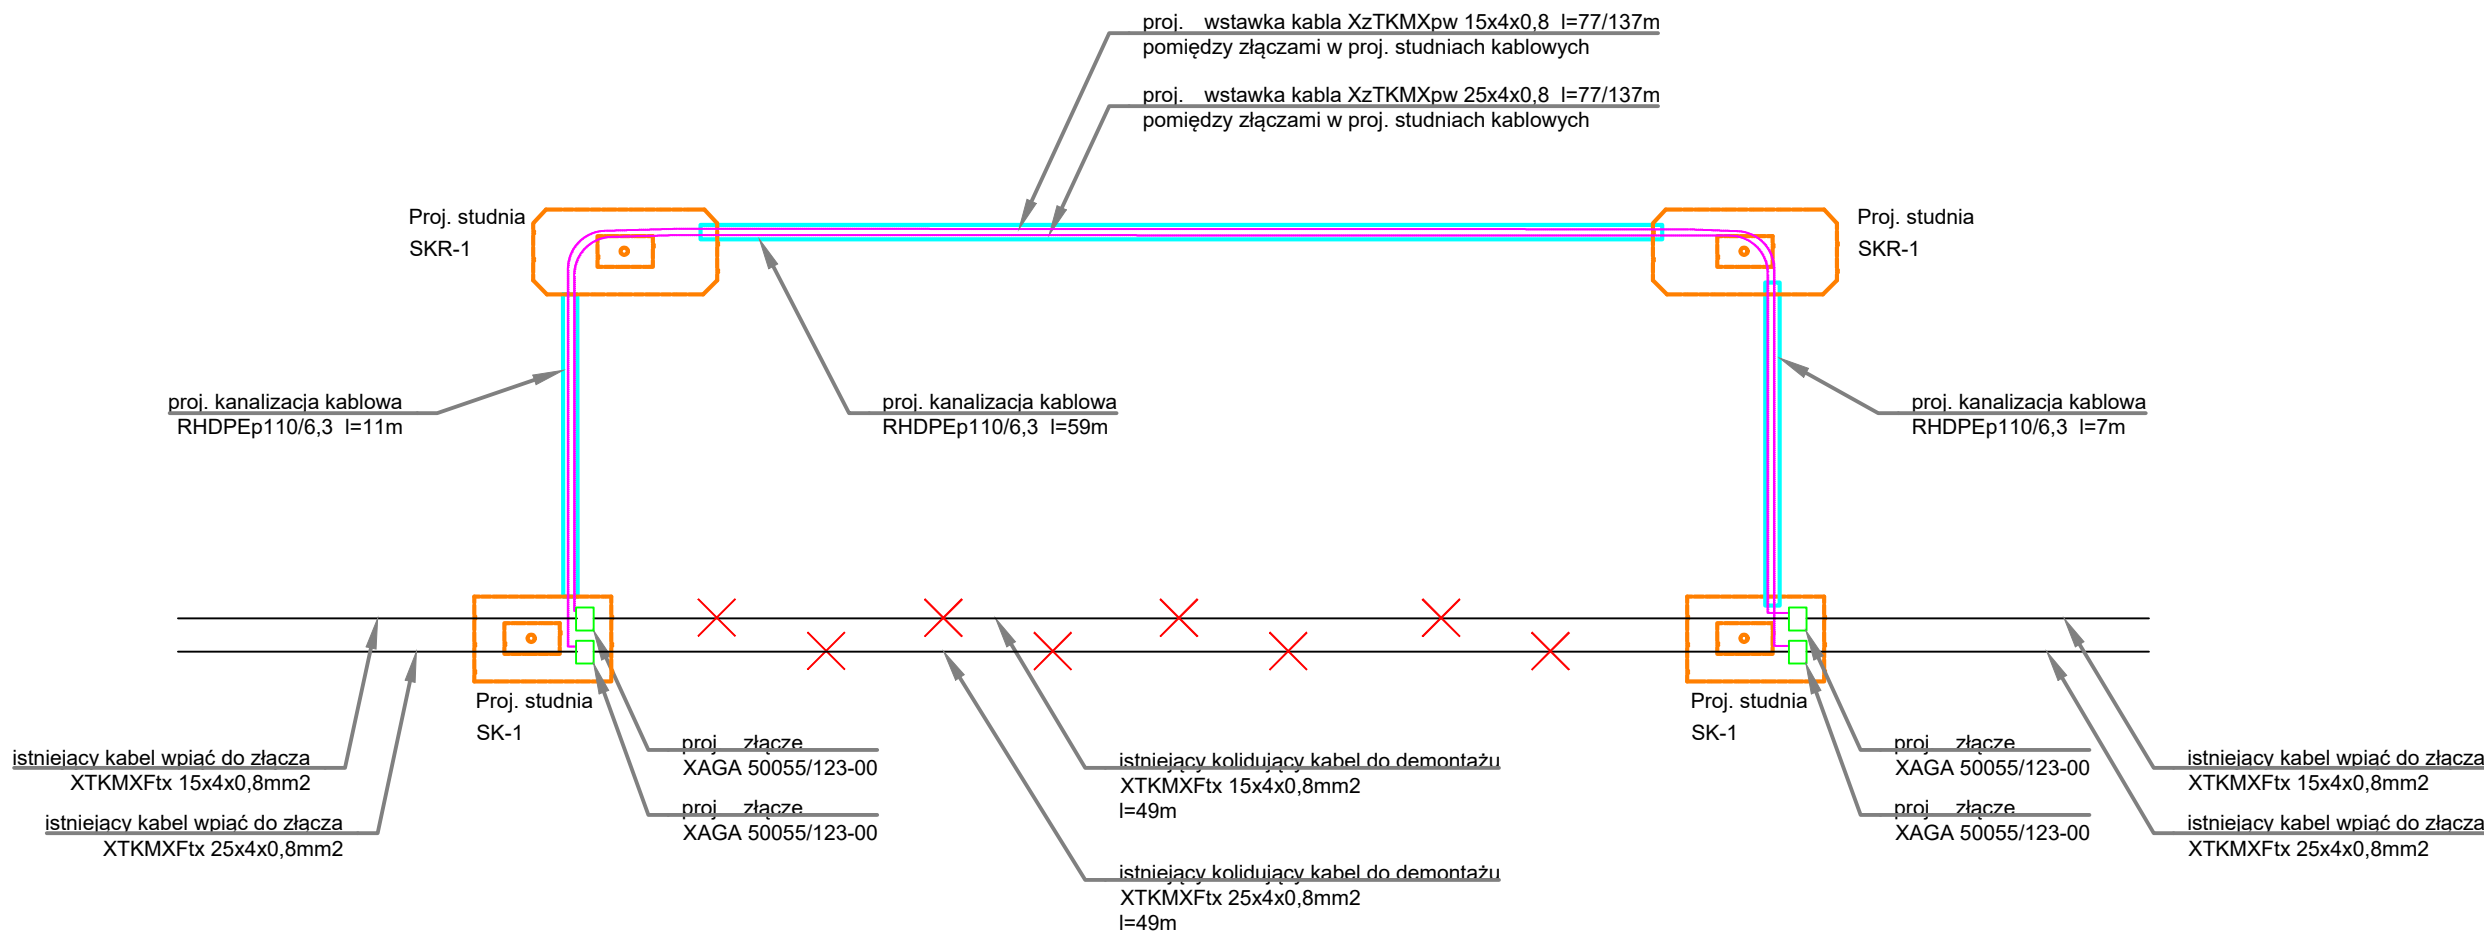 proj. wstawka kabla XzTKMXpw 15x4x0,8 l=77/137m
pomiędzy złączami w proj. studniach kablowych
proj. wstawka kabla XzTKMXpw 25x4x0,8 l=77/137m
pomiędzy złączami w proj. studniach kablowych
Proj. studnia
SKR-1
Proj. studnia
SKR-1
proj. kanalizacja kablowa
RHDPEp110/6,3 l=11m
proj. kanalizacja kablowa
RHDPEp110/6,3 l=59m
proj. kanalizacja kablowa
RHDPEp110/6,3 l=7m
Proj. studnia
SK-1
Proj. studnia
SK-1
istniejący kabel wpiąć do złącza
XTKMXFtx 15x4x0,8mm2
istniejący kabel wpiąć do złącza
XTKMXFtx 25x4x0,8mm2
proj. złącze
XAGA 50055/123-00
proj. złącze
XAGA 50055/123-00
istniejący kolidujący kabel do demontażu
XTKMXFtx 15x4x0,8mm2
l=49m
istniejący kolidujący kabel do demontażu
XTKMXFtx 25x4x0,8mm2
l=49m
proj. złącze
XAGA 50055/123-00
proj. złącze
XAGA 50055/123-00
istniejący kabel wpiąć do złącza
XTKMXFtx 15x4x0,8mm2
istniejący kabel wpiąć do złącza
XTKMXFtx 25x4x0,8mm2